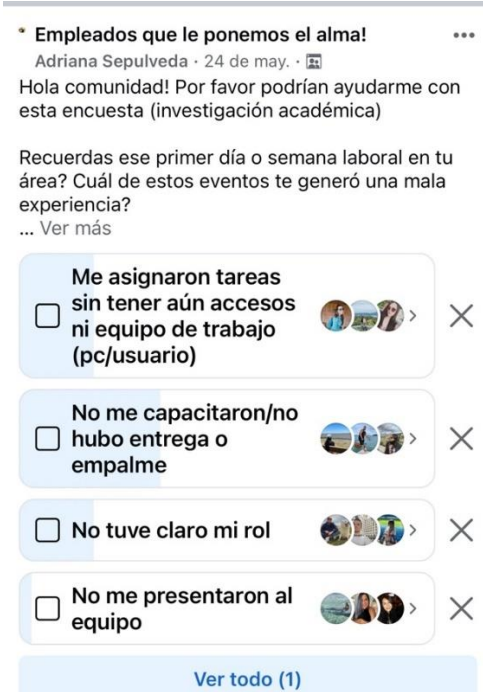 Empleados que le ponemos el alma!
Adriana Sepulveda · 24 de may. ·
Hola comunidad! Por favor podrían ayudarme con
esta encuesta (investigación académica)
Recuerdas ese primer día o semana laboral en tu
área? Cuál de estos eventos te generó una mala
experiencia?
... Ver más
Me asignaron tareas
sin tener aún accesos
ni equipo de trabajo
(pc/usuario)
No me capacitaron/no
hubo entrega o
empalme
No tuve claro mi rol
No me presentaron al
equipo
Ver todo (1)